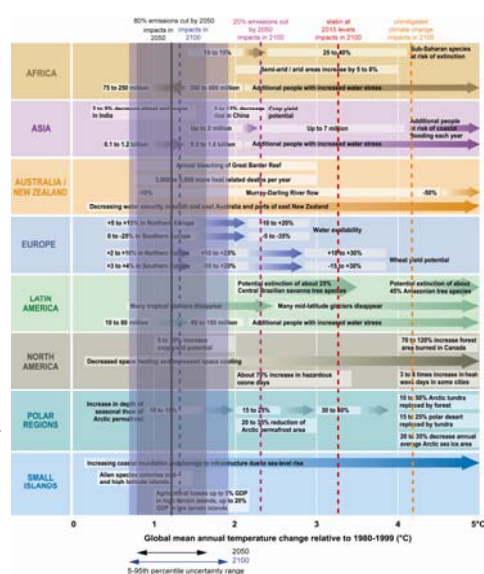 80% emissions cut by 2050
impacts in 2050
impacts in 2100
20% emissions cut by 2050
impacts in 2100
2015 levels
impacts in 2100
unmitigated climate change
impacts in 2100
AFRICA
10 to 15%
25 to 40%
Sub-Saharan species at risk of extinction
Semi-arid / arid areas increase by 5 to 8%
75 to 250 million
350 to 600 million
Additional people with increased water stress
ASIA
in India
rise in China
Crop yield potential
Up to 2 million
Up to 7 million
Additional people at risk of coastal flooding each year
0.1 to 1.2 billion
0.2 to 1.0 billion
Additional people with increased water stress
AUSTRALIA / NEW ZEALAND
Annual bleaching of Great Barrier Reef
more heat related deaths per year
-10%
Murray-Darling River flow
-50%
Decreasing water security in south and east Australia and parts of east New Zealand
EUROPE
+5 to +15% in Northern Europe
+10 to +20%
0 to -25% in Southern Europe
-5 to -35%
Water availability
+2 to +10% in Northern Europe
+10 to +25%
+10 to +30%
+3 to +4% in Southern Europe
-10 to +20%
-15 to +30%
Wheat yield potential
LATIN AMERICA
Potential extinction of about 25% Central Brazilian savanna tree species
Potential extinction of about 45% Amazonian tree species
Many tropical glaciers disappear
Many mid-latitude glaciers disappear
10 to 80 million
80 to 180 million
Additional people with increased water stress
NORTH AMERICA
increase crop yield potential
70 to 120% increase forest area burned in Canada
Decreased space heating and increased space cooling
About 70% increase in hazardous ozone days
3 to 8 times increase in heat wave days in some cities
POLAR REGIONS
Increase in depth of seasonal thaw of Arctic permafrost
10 to 15%
15 to 25%
30 to 50%
10 to 50% Arctic tundra replaced by forest
20 to 35% reduction of Arctic permafrost area
15 to 25% polar desert replaced by tundra
20 to 35% decrease annual average Arctic sea ice area
SMALL ISLANDS
Increasing coastal inundation and damage to infrastructure due to sea-level rise
Alien species colonise mid- and high latitude islands
Agricultural losses up to 5% GDP in high terrain islands, up to 20% GDP in low terrain islands
0 1 2 3 4 5°C
Global mean annual temperature change relative to 1980-1999 (°C)
2050
2100
5-95th percentile uncertainty range